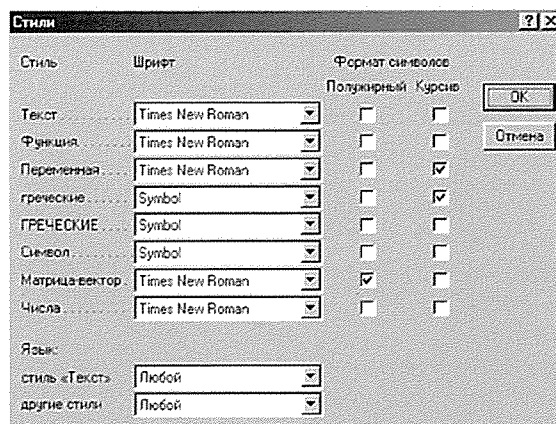 Стили
Стиль Шрифт Формат символов
Полужирный Курсив
OK
Текст Times New Roman
Отмена
Функция Times New Roman
Переменная Times New Roman
греческие Symbol
ГРЕЧЕСКИЕ Symbol
Символ Symbol
Матрица-вектор Times New Roman
Числа Times New Roman
Язык:
стиль «Текст» Любой
другие стили Любой